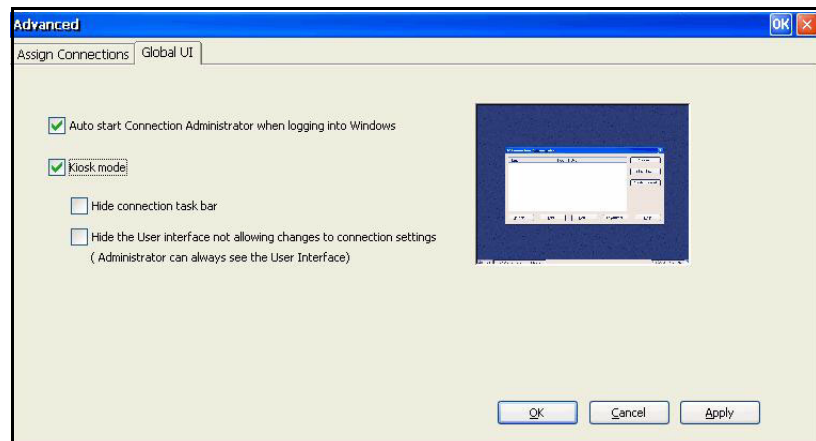 Advanced OK
Assign Connections Global UI
Auto start Connection Administrator when logging into Windows
Kiosk mode
Hide connection task bar
Hide the User interface not allowing changes to connection settings
( Administrator can always see the User Interface)
OK Cancel Apply